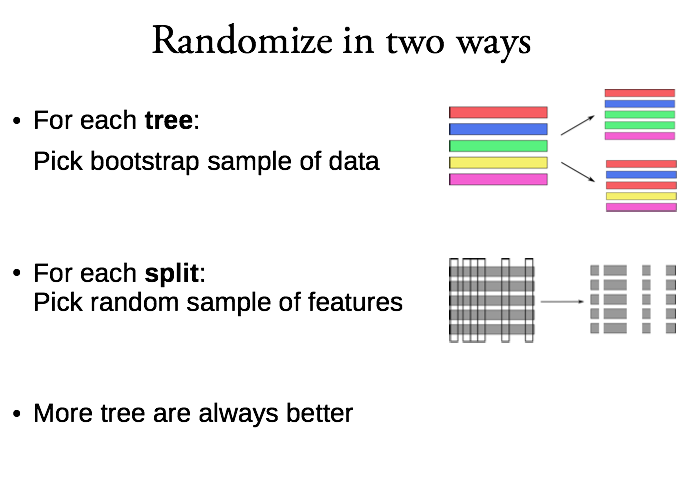 Randomize in two ways
• For each tree:
Pick bootstrap sample of data
• For each split:
Pick random sample of features
• More tree are always better